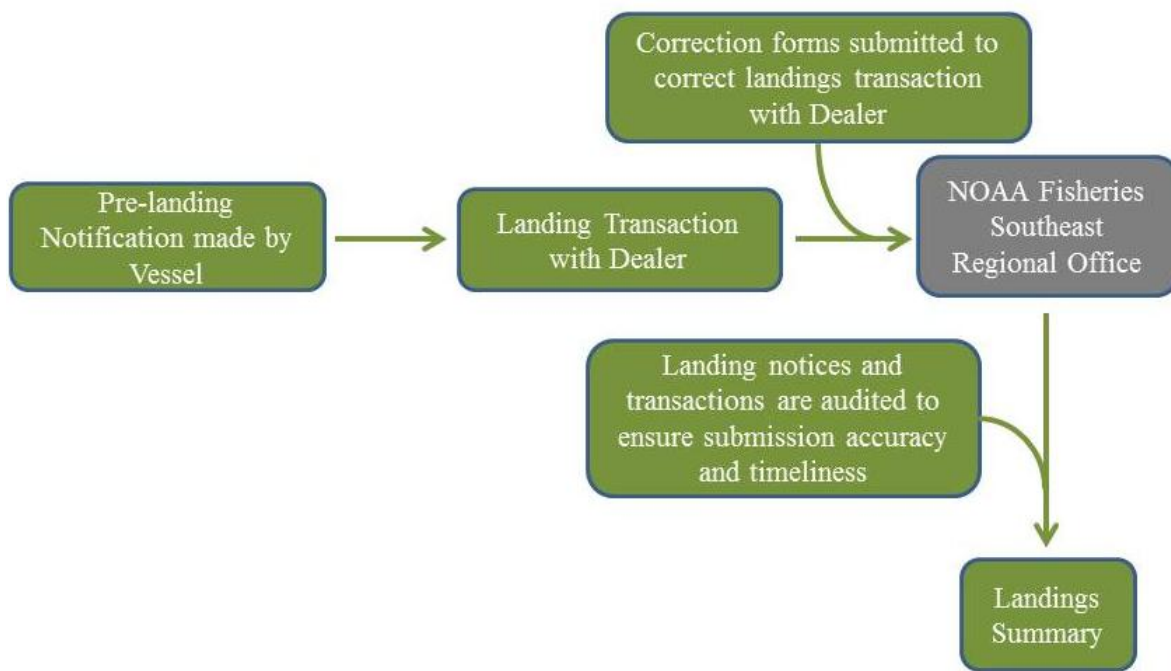 Correction forms submitted to
correct landings transaction
with Dealer
Pre-landing
Notification made by
Vessel
Landing Transaction
with Dealer
NOAA Fisheries
Southeast
Regional Office
Landing notices and
transactions are audited to
ensure submission accuracy
and timeliness
Landings
Summary